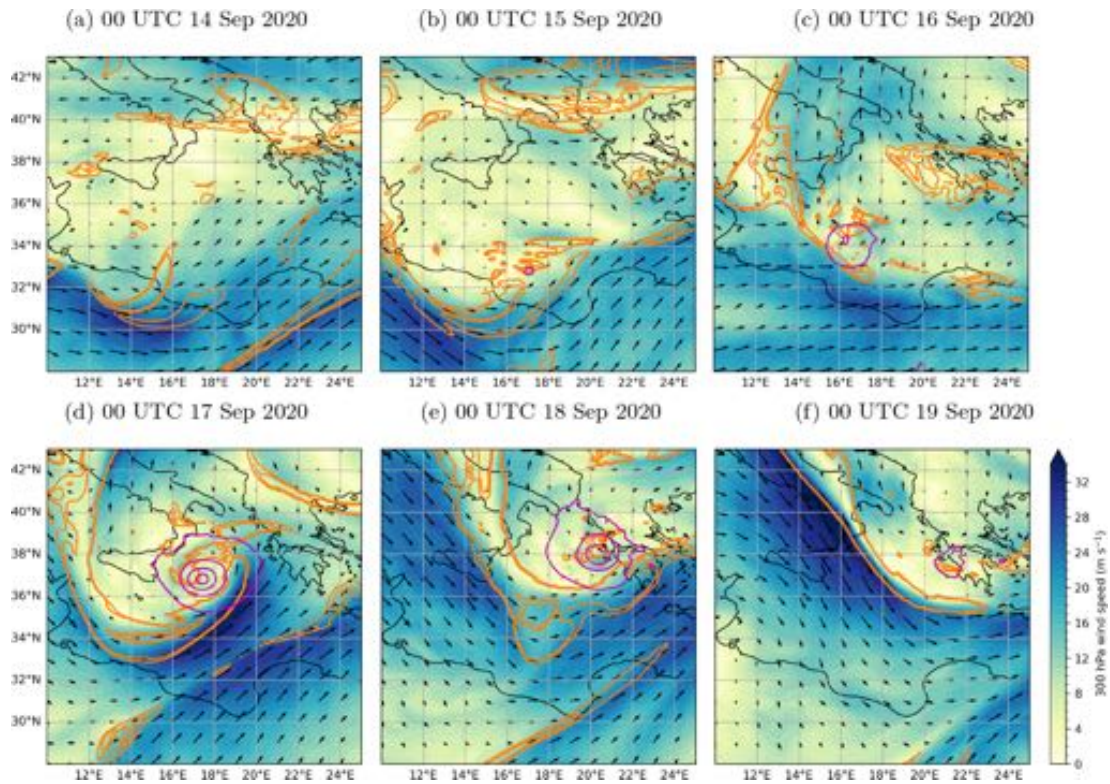 (a) 00 UTC 14 Sep 2020
(b) 00 UTC 15 Sep 2020
(c) 00 UTC 16 Sep 2020
42°N
40°N
38°N
36°N
34°N
32°N
30°N
12°E 14°E 16°E 18°E 20°E 22°E 24°E
12°E 14°E 16°E 18°E 20°E 22°E 24°E
12°E 14°E 16°E 18°E 20°E 22°E 24°E
(d) 00 UTC 17 Sep 2020
(e) 00 UTC 18 Sep 2020
(f) 00 UTC 19 Sep 2020
42°N
40°N
38°N
36°N
34°N
32°N
30°N
12°E 14°E 16°E 18°E 20°E 22°E 24°E
12°E 14°E 16°E 18°E 20°E 22°E 24°E
12°E 14°E 16°E 18°E 20°E 22°E 24°E
32
28
24
20
16
12
8
4
0
300 hPa wind speed (m s⁻¹)